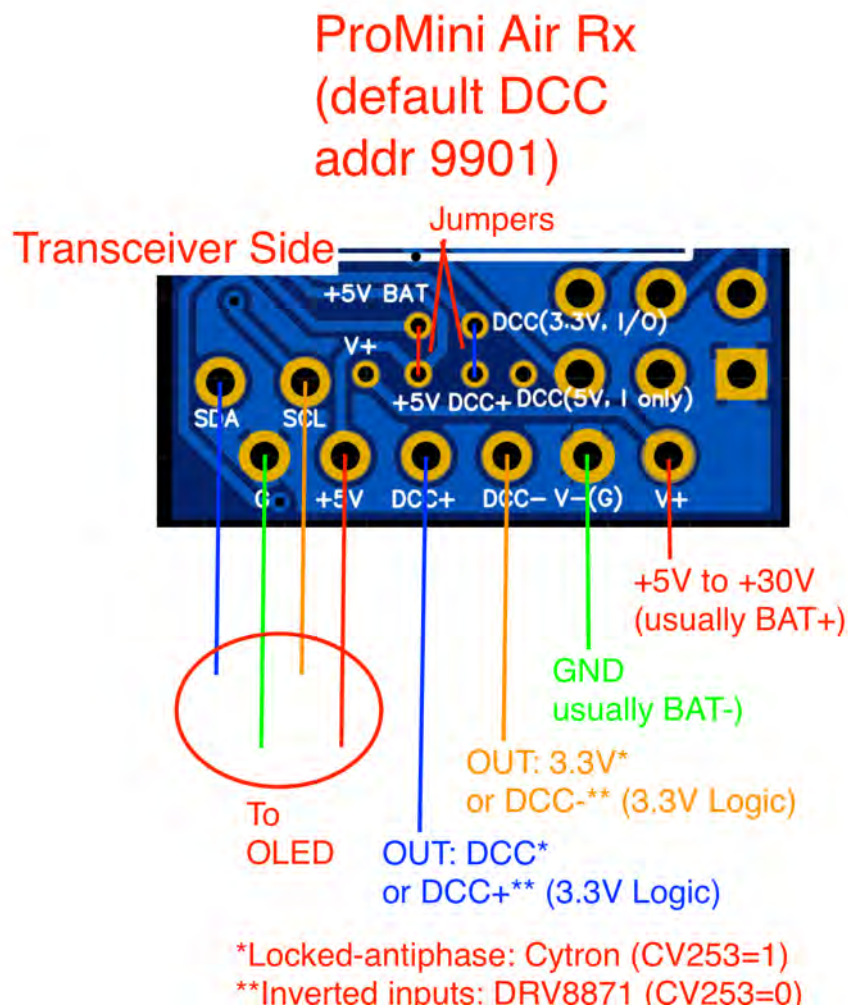 ProMini Air Rx
(default DCC
addr 9901)
Jumpers
Transceiver Side
+5V BAT
DCC(3.3V, I/O)
V+
+5V DCC+ DCC(5V, I only)
SDA SCL
G +5V DCC+ DCC- V-(G) V+
+5V to +30V
(usually BAT+)
GND
usually BAT-)
OUT: 3.3V*
or DCC-** (3.3V Logic)
To
OLED
OUT: DCC*
or DCC+** (3.3V Logic)
*Locked-antiphase: Cytron (CV253=1)
**Inverted inputs: DRV8871 (CV253=0)